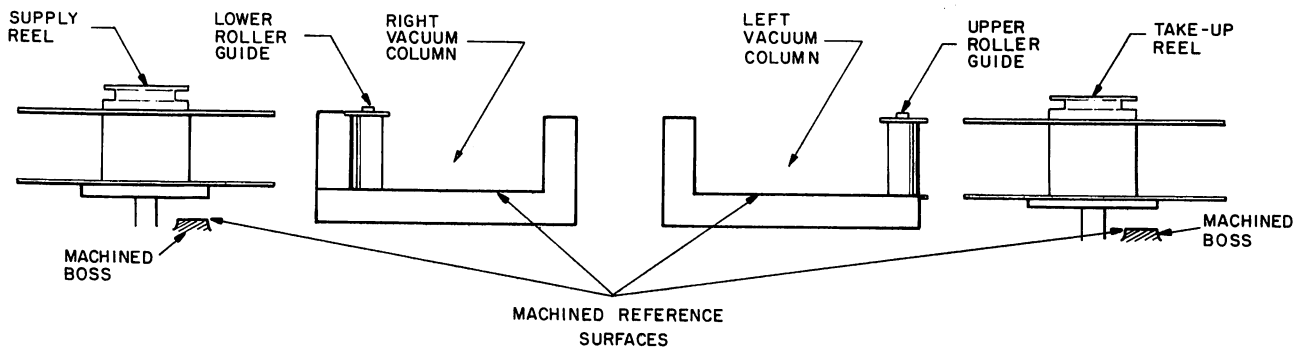 SUPPLY
REEL
LOWER
ROLLER
GUIDE
RIGHT
VACUUM
COLUMN
LEFT
VACUUM
COLUMN
UPPER
ROLLER
GUIDE
TAKE-UP
REEL
MACHINED
BOSS
MACHINED
BOSS
MACHINED REFERENCE
SURFACES